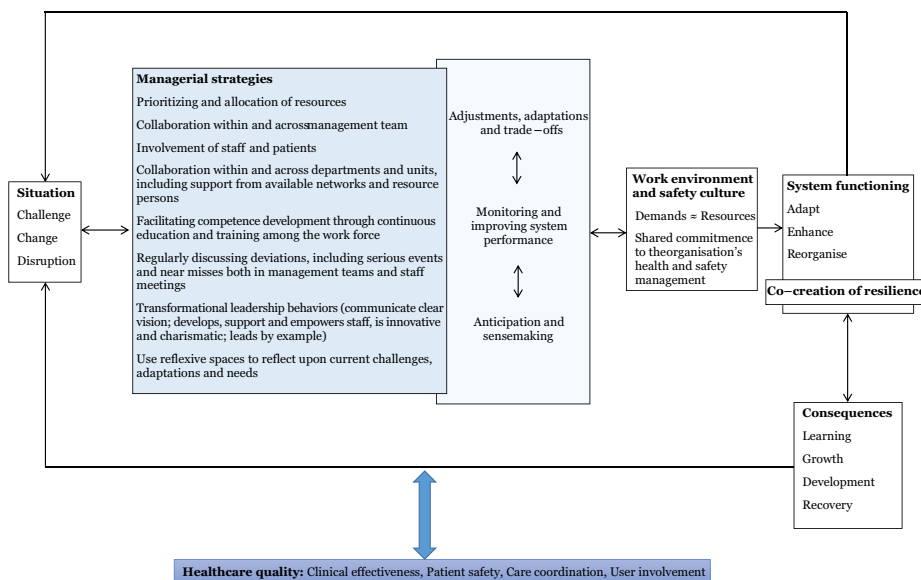 Situation
Challenge
Change
Disruption
Managerial strategies
Prioritizing and allocation of resources
Collaboration within and acrossmanagement team
Involvement of staff and patients
Collaboration within and across departments and units,
including support from available networks and resource
persons
Facilitating competence development through continuous
education and training among the work force
Regularly discussing deviations, including serious events
and near misses both in management teams and staff
meetings
Transformational leadership behaviors (communicate clear
vision; develops, support and empowers staff, is innovative
and charismatic; leads by example)
Use reflexive spaces to reflect upon current challenges,
adaptations and needs
Adjustments, adaptations
and trade–offs
Monitoring and
improving system
performance
Anticipation and
sensemaking
Work environment
and safety culture
Demands ≈ Resources
Shared commitment
to theorganisation's
health and safety
management
System functioning
Adapt
Enhance
Reorganise
Co–creation of resilience
Consequences
Learning
Growth
Development
Recovery
Healthcare quality: Clinical effectiveness, Patient safety, Care coordination, User involvement